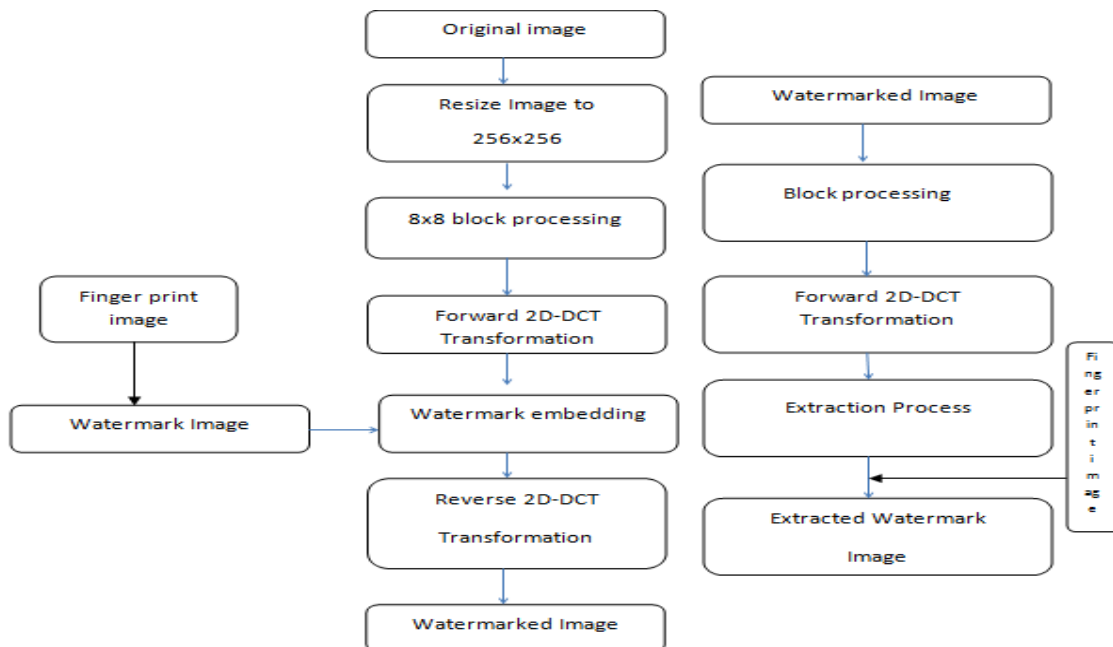 Original image
Resize Image to
256x256
8x8 block processing
Finger print
image
Forward 2D-DCT
Transformation
Watermark Image
Watermark embedding
Reverse 2D-DCT
Transformation
Watermarked Image
Watermarked Image
Block processing
Forward 2D-DCT
Transformation
Extraction Process
Fi
ng
er
pr
in
t
i
m
ag
e
Extracted Watermark
Image